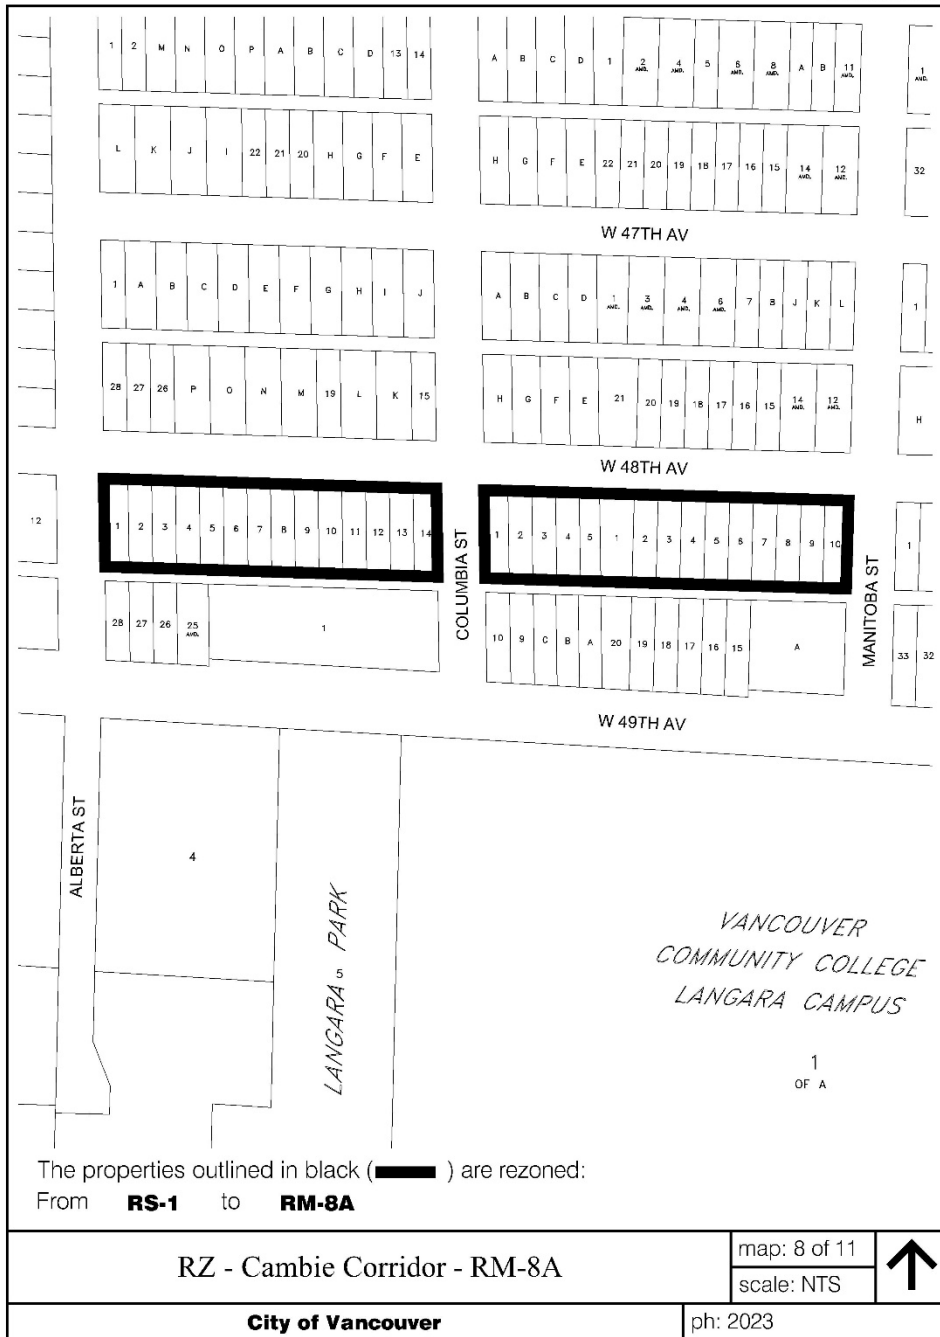 1 2 M N O P A B C D 13 14
A B C D 1 2 AMD. 4 AMD. 5 6 AMD. 8 AMD. A B 11 AMD.
1 AMD.
L K J I 22 21 20 H G F E
H G F E 22 21 20 19 18 17 16 15 14 AMD. 12 AMD.
32
W 47TH AV
1 A B C D E F G H I J
A B C D 1 AMD. 3 AMD. 4 AMD. 6 AMD. 7 8 J K L
1
28 27 26 P O N M 19 L K 15
H G F E 21 20 19 18 17 16 15 14 AMD. 12 AMD.
H
W 48TH AV
12
1 2 3 4 5 6 7 8 9 10 11 12 13 14
1 2 3 4 5 1 2 3 4 5 6 7 8 9 10
1
COLUMBIA ST
MANITOBA ST
28 27 26 25 AMD. 1
10 9 C B A 20 19 18 17 16 15 A
33 32
W 49TH AV
ALBERTA ST
4
LANGARA PARK
5
VANCOUVER
COMMUNITY COLLEGE
LANGARA CAMPUS
1
OF A
The properties outlined in black ( ) are rezoned:
From RS-1 to RM-8A
RZ - Cambie Corridor - RM-8A
map: 8 of 11
scale: NTS
City of Vancouver
ph: 2023